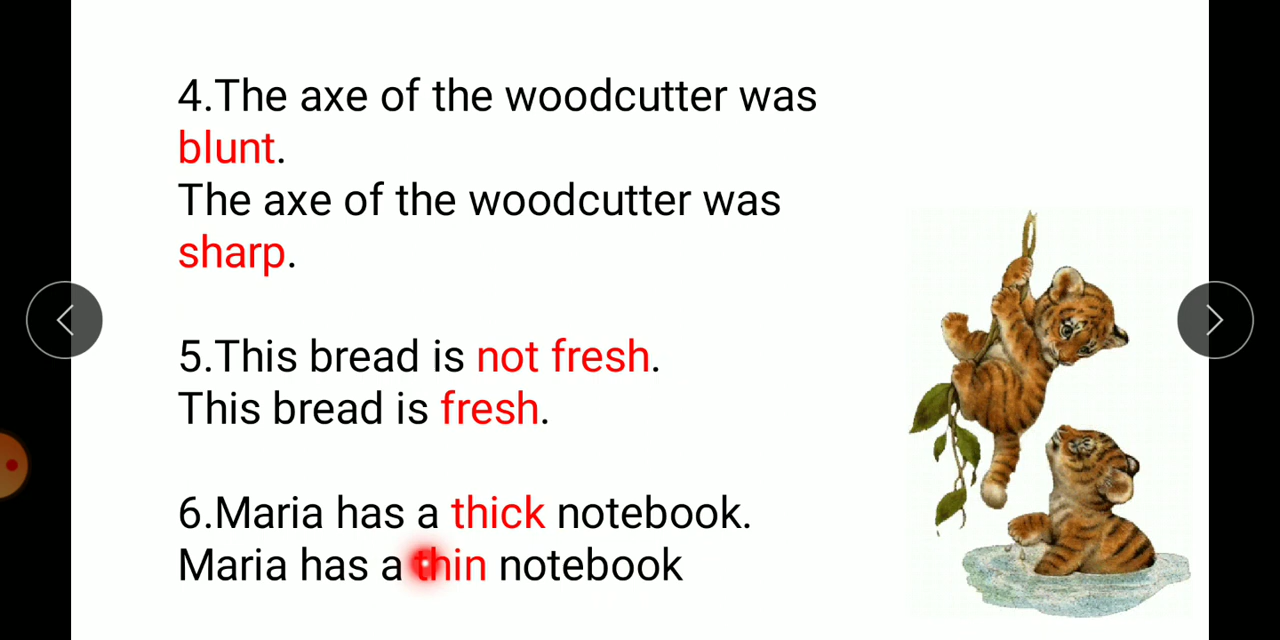 4.The axe of the woodcutter was
blunt.
The axe of the woodcutter was
sharp.
5.This bread is not fresh.
This bread is fresh.
6.Maria has a thick notebook.
Maria has a thin notebook